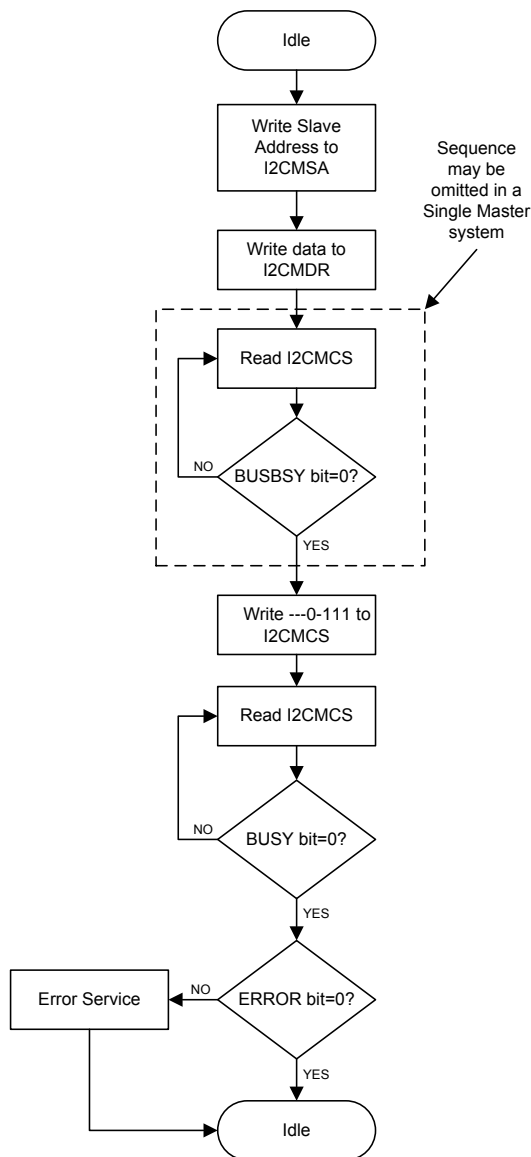 Idle
Write Slave
Address to
I2CMSA
Sequence
may be
omitted in a
Single Master
system
Write data to
I2CMDR
Read I2CMCS
BUSBSY bit=0?
NO
YES
Write ---0-111 to
I2CMCS
Read I2CMCS
BUSY bit=0?
NO
YES
Error Service
NO
ERROR bit=0?
YES
Idle